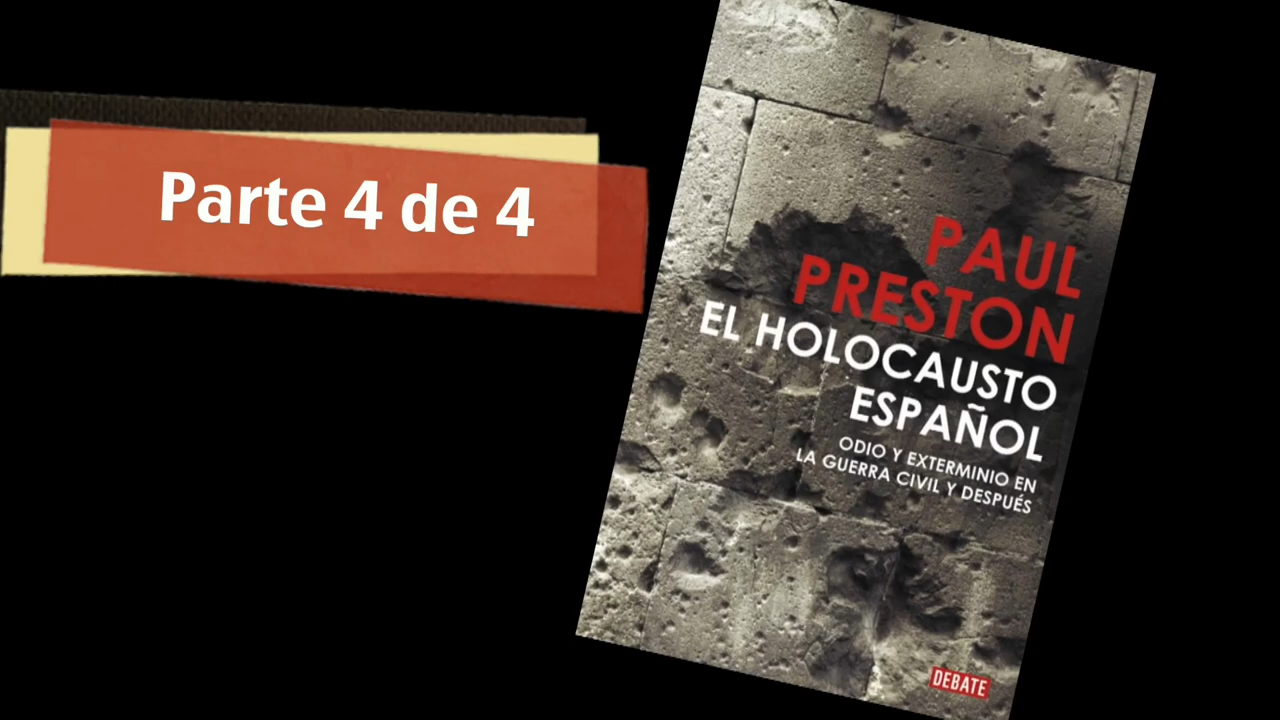 Parte 4 de 4
PAUL
PRESTON
EL HOLOCAUSTO
ESPAÑOL
ODIO Y EXTERMINIO EN
LA GUERRA CIVIL Y DESPUÉS
DEBATE